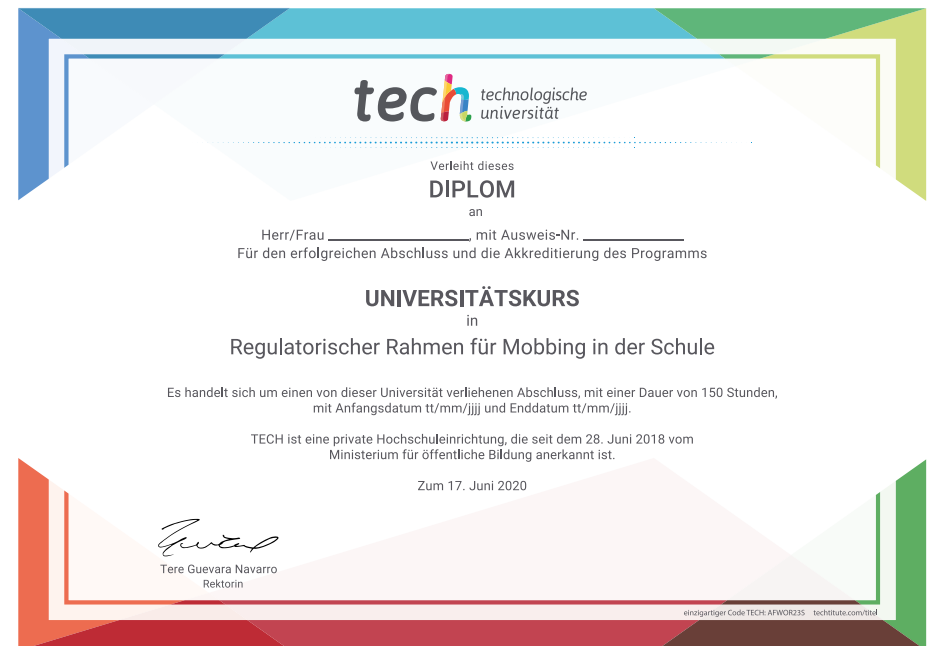 tech technologische
universität
Verleiht dieses
DIPLOM
an
Herr/Frau ____________, mit Ausweis-Nr. ____________
Für den erfolgreichen Abschluss und die Akkreditierung des Programms
UNIVERSITÄTSKURS
in
Regulatorischer Rahmen für Mobbing in der Schule
Es handelt sich um einen von dieser Universität verliehenen Abschluss, mit einer Dauer von 150 Stunden,
mit Anfangsdatum tt/mm/jjjj und Enddatum tt/mm/jjjj.
TECH ist eine private Hochschuleinrichtung, die seit dem 28. Juni 2018 vom
Ministerium für öffentliche Bildung anerkannt ist.
Zum 17. Juni 2020
Tere Guevara Navarro
Rektorin
einzigartiger Code TECH: AFWOR23S techtitute.com/titel